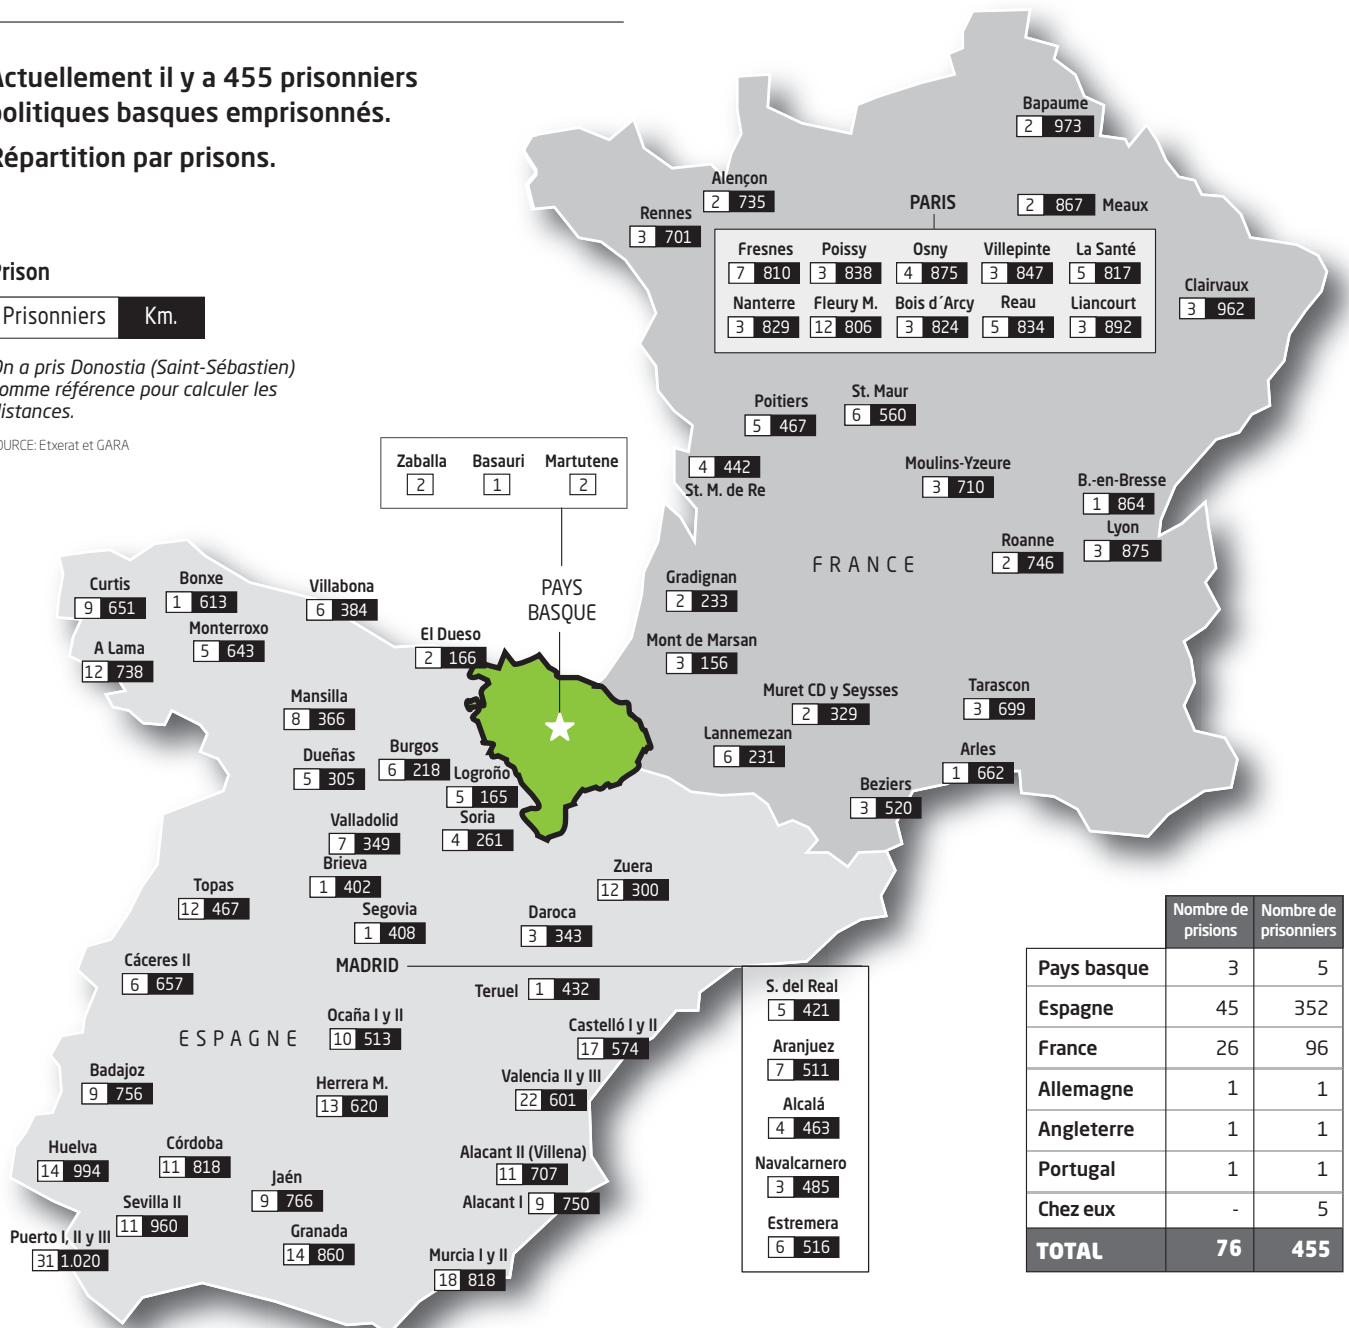 Actuellement il y a 455 prisonniers
politiques basques emprisonnés.
Répartition par prisons.
Prison
Prisonniers Km.
On a pris Donostia (Saint-Sébastien)
comme référence pour calculer les
distances.
SOURCE: Etxerat et GARA
Bapaume
2 973
Alençon
2 735
Rennes
3 701
PARIS
2 867 Meaux
Fresnes Poissy Osny Villepinte La Santé
7 810 3 838 4 875 3 847 5 817
Nanterre Fleury M. Bois d´Arcy Reau Liancourt
3 829 12 806 3 824 5 834 3 892
Clairvaux
3 962
Poitiers
5 467
St. Maur
6 560
4 442
St. M. de Re
Moulins-Yzeure
3 710
B.-en-Bresse
1 864
Lyon
3 875
Roanne
2 746
FRANCE
Gradignan
2 233
Mont de Marsan
3 156
Muret CD y Seysses
2 329
Tarascon
3 699
Lannemezan
6 231
Arles
1 662
Beziers
3 520
Zaballa Basauri Martutene
2 1 2
PAYS
BASQUE
Curtis
9 651
Bonxe
1 613
Villabona
6 384
Monterroxo
5 643
A Lama
12 738
El Dueso
2 166
Mansilla
8 366
Dueñas
5 305
Burgos
6 218
Logroño
5 165
Soria
4 261
Valladolid
7 349
Brieva
1 402
Zuera
12 300
Topas
12 467
Segovia
1 408
Daroca
3 343
Cáceres II
6 657
MADRID
Teruel 1 432
S. del Real
5 421
Aranjuez
7 511
Alcalá
4 463
Navalcarnero
3 485
Estremera
6 516
ESPAGNE
Ocaña I y II
10 513
Castelló I y II
17 574
Badajoz
9 756
Herrera M.
13 620
Valencia II y III
22 601
Huelva
14 994
Córdoba
11 818
Alacant II (Villena)
11 707
Jaén
9 766
Alacant I 9 750
Sevilla II
11 960
Puerto I, II y III
31 1.020
Granada
14 860
Murcia I y II
18 818
Nombre de Nombre de
prisions prisonniers
Pays basque 3 5
Espagne 45 352
France 26 96
Allemagne 1 1
Angleterre 1 1
Portugal 1 1
Chez eux - 5
TOTAL 76 455